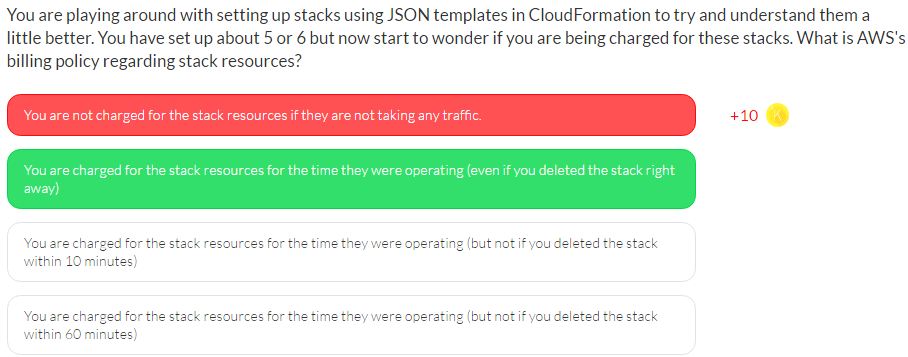 You are playing around with setting up stacks using JSON templates in CloudFormation to try and understand them a
little better. You have set up about 5 or 6 but now start to wonder if you are being charged for these stacks. What is AWS's
billing policy regarding stack resources?
You are not charged for the stack resources if they are not taking any traffic.
+10 K
You are charged for the stack resources for the time they were operating (even if you deleted the stack right
away)
You are charged for the stack resources for the time they were operating (but not if you deleted the stack
within 10 minutes)
You are charged for the stack resources for the time they were operating (but not if you deleted the stack
within 60 minutes)